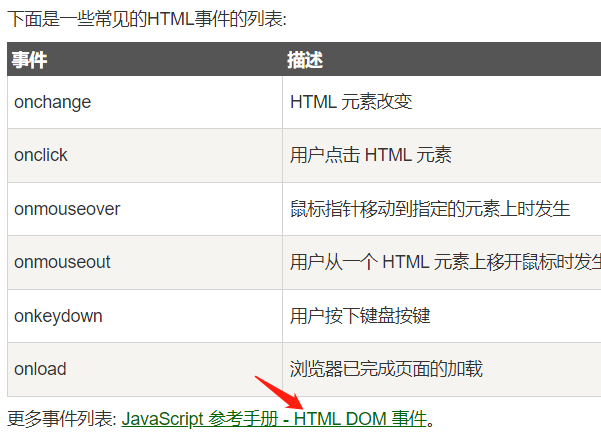 下面是一些常见的HTML事件的列表:
事件 描述
onchange HTML 元素改变
onclick 用户点击 HTML 元素
onmouseover 鼠标指针移动到指定的元素上时发生
onmouseout 用户从一个 HTML 元素上移开鼠标时发生
onkeydown 用户按下键盘按键
onload 浏览器已完成页面的加载
更多事件列表: JavaScript 参考手册 - HTML DOM 事件。